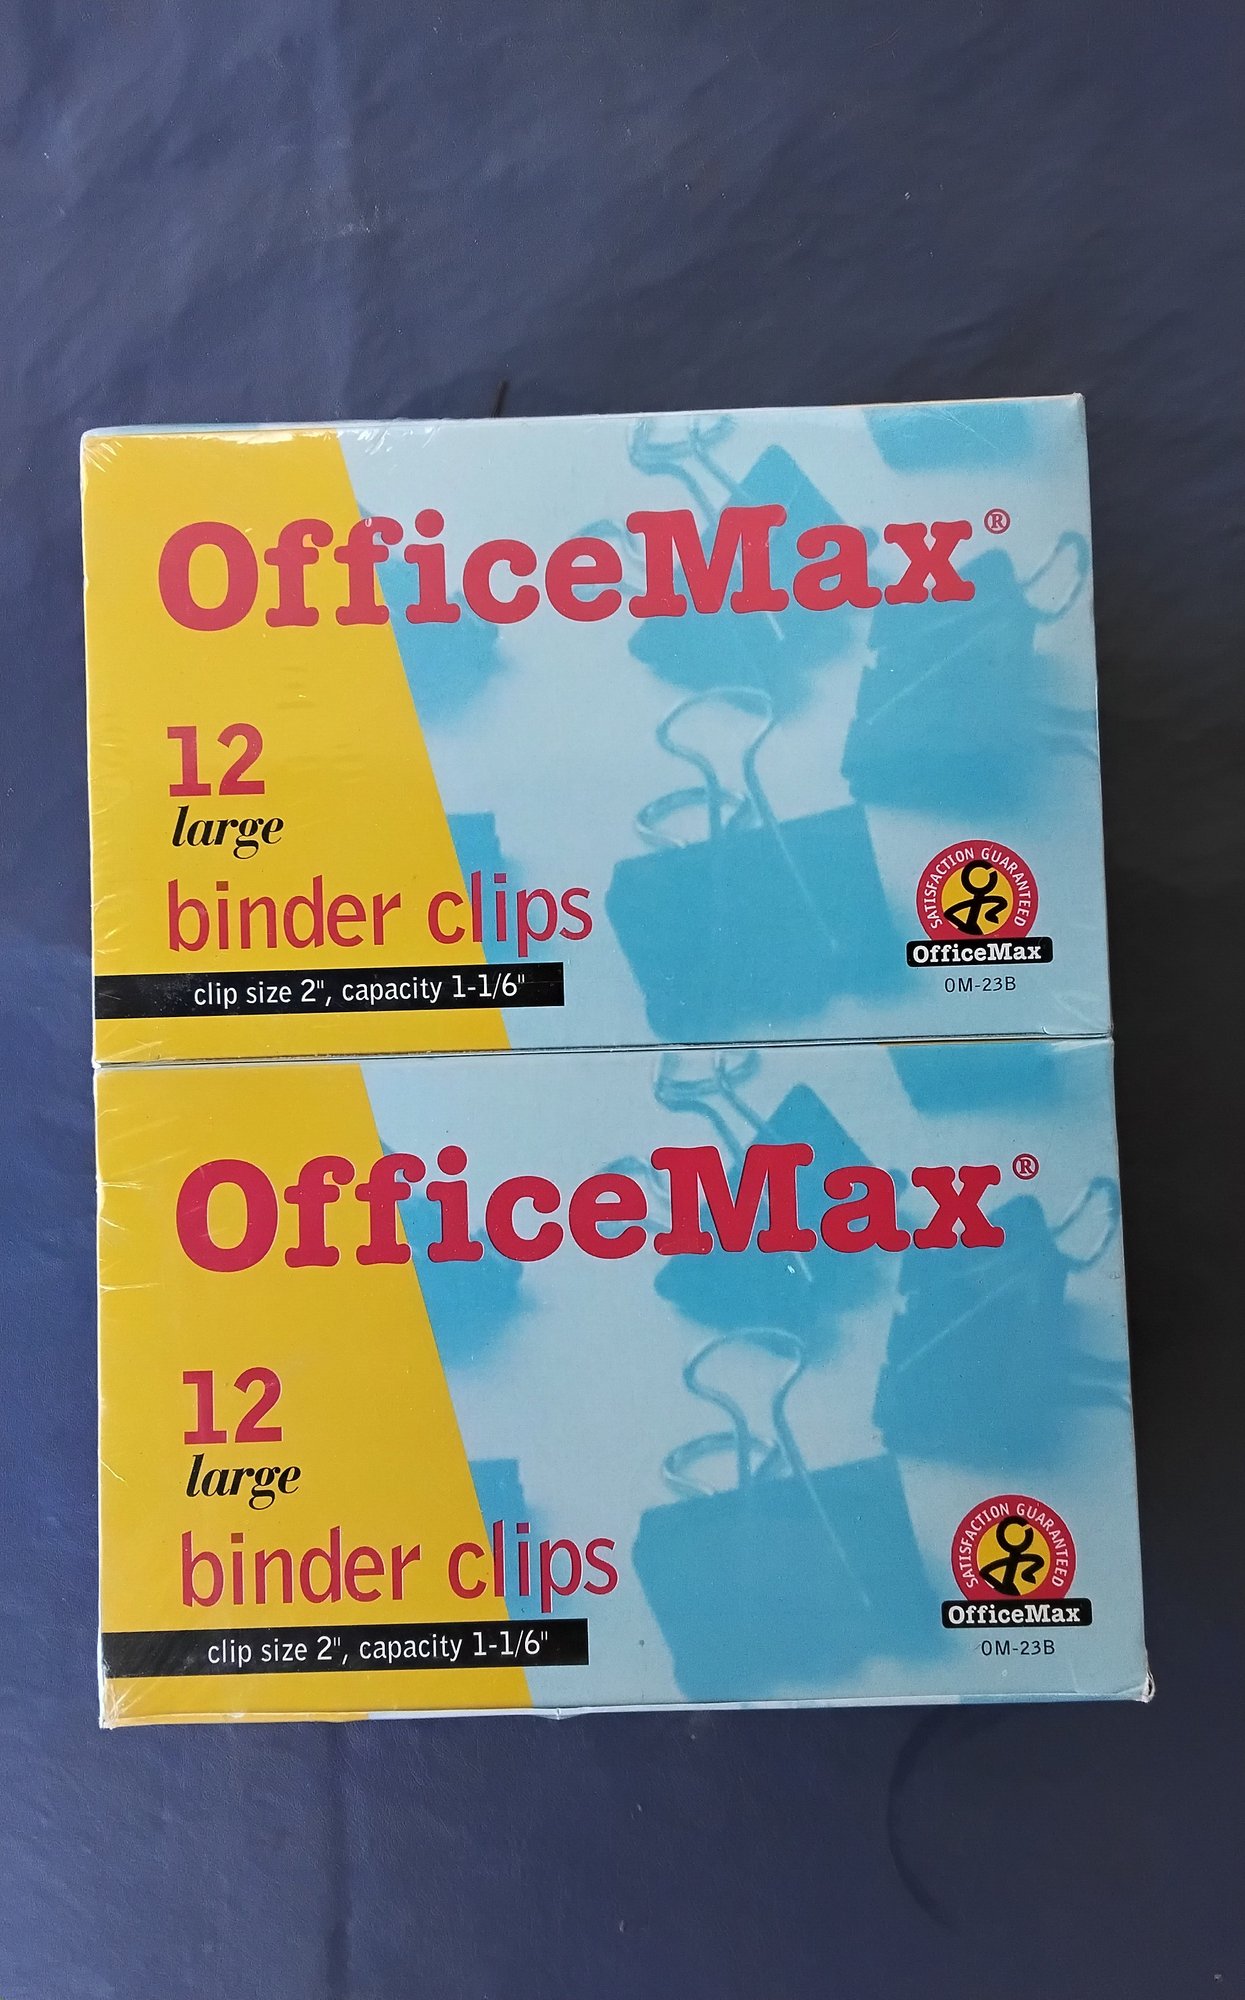 OfficeMax®
12
large
binder clips
clip size 2", capacity 1-1/6"
SATISFACTION GUARANTEED
OfficeMax
OM-23B
OfficeMax®
12
large
binder clips
clip size 2", capacity 1-1/6"
SATISFACTION GUARANTEED
OfficeMax
OM-23B